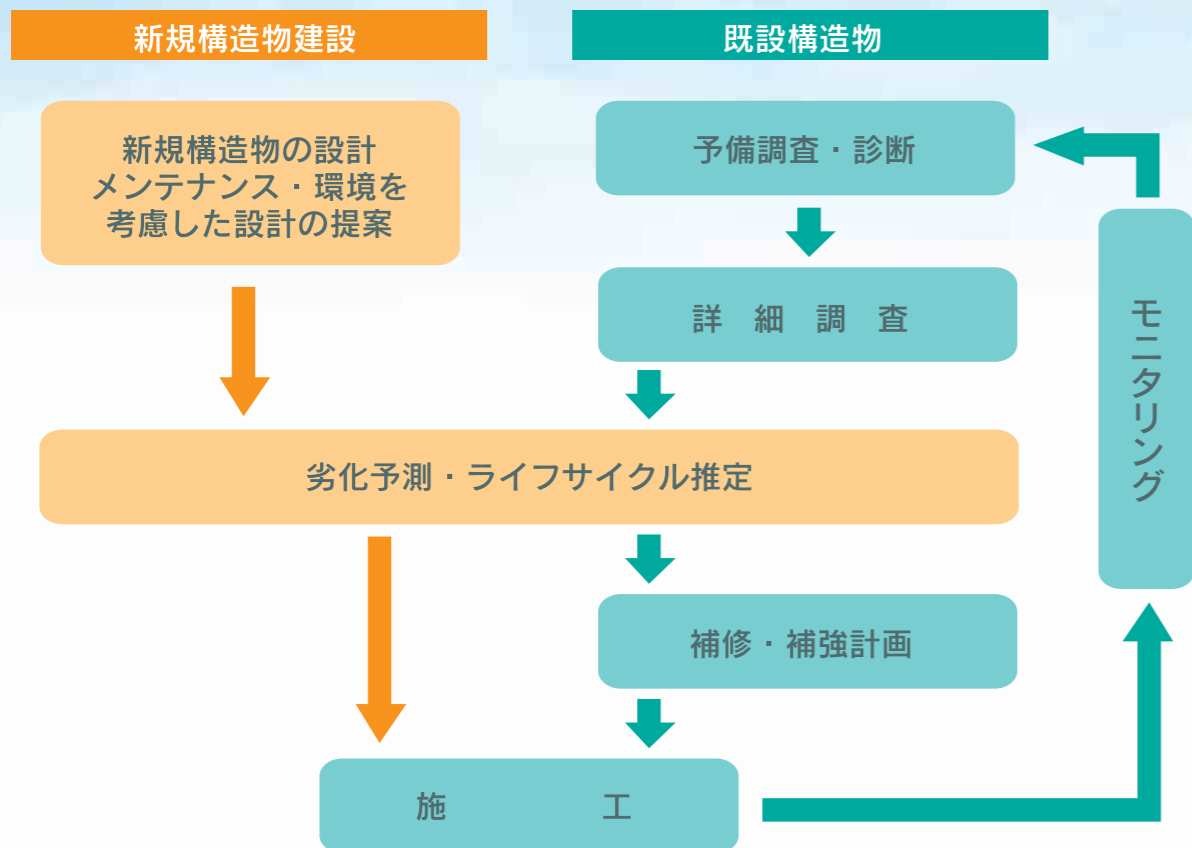 新規構造物建設
既設構造物
新規構造物の設計
メンテナンス・環境を
考慮した設計の提案
予備調査・診断
詳細調査
モニタリング
劣化予測・ライフサイクル推定
補修・補強計画
施工